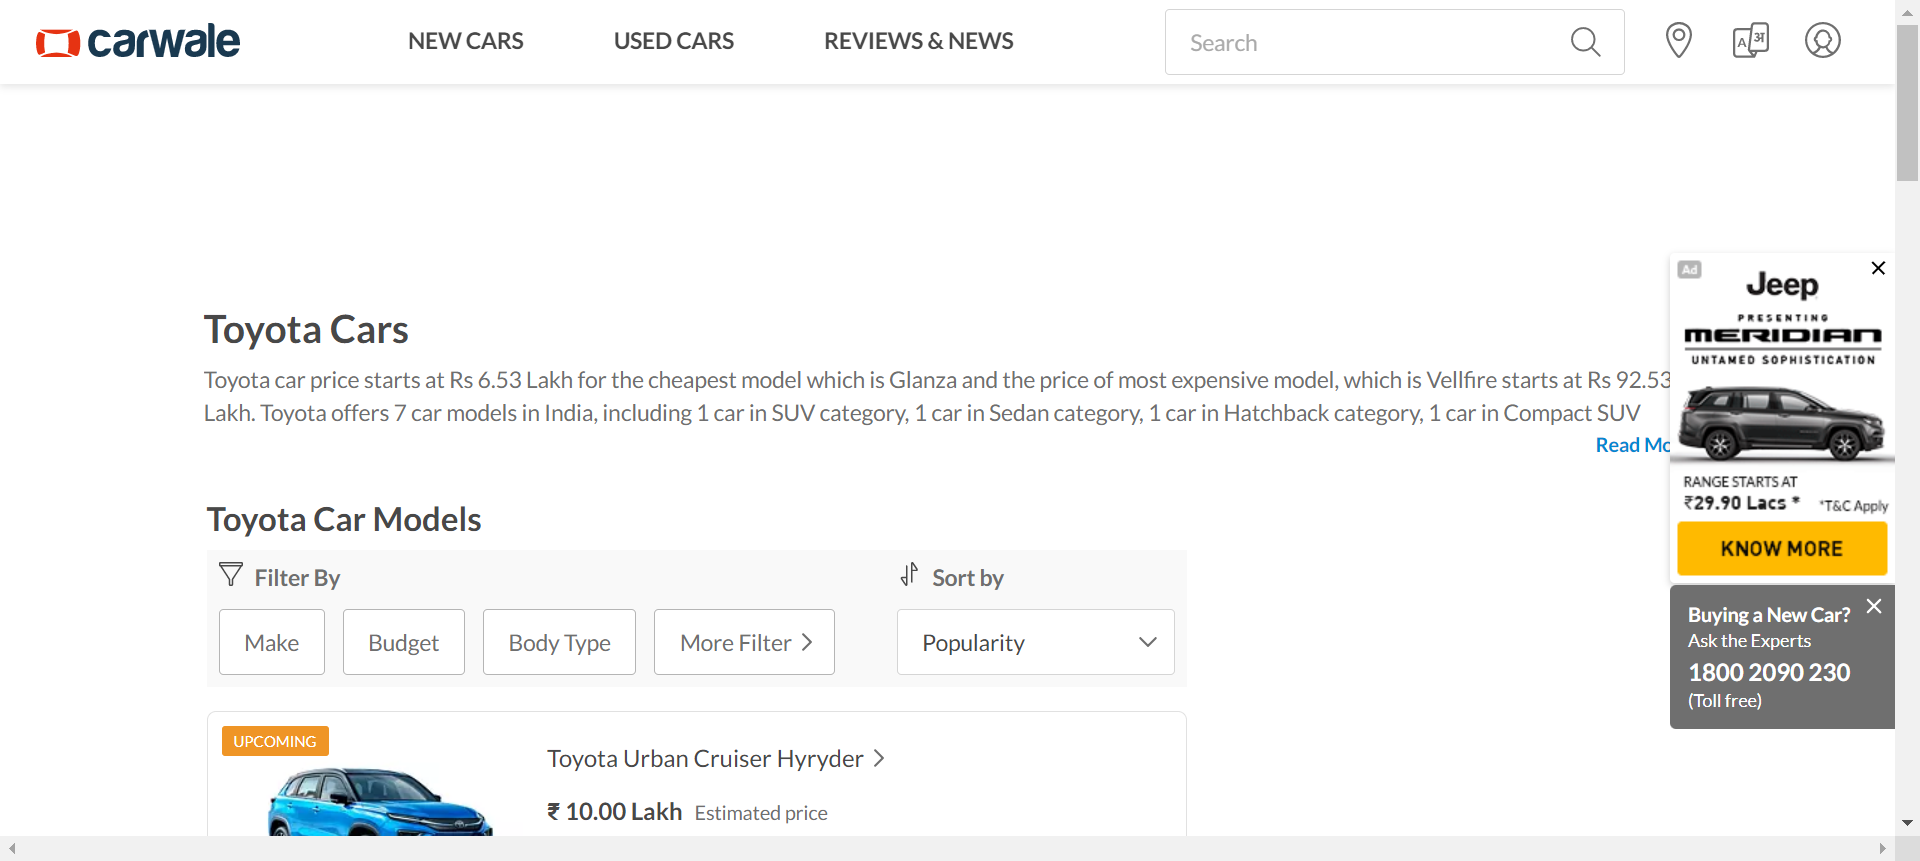 carwale
NEW CARS
USED CARS
REVIEWS & NEWS
Search
A अ
Toyota Cars
Toyota car price starts at Rs 6.53 Lakh for the cheapest model which is Glanza and the price of most expensive model, which is Vellfire starts at Rs 92.53
Lakh. Toyota offers 7 car models in India, including 1 car in SUV category, 1 car in Sedan category, 1 car in Hatchback category, 1 car in Compact SUV
Read Mo
Toyota Car Models
Filter By
Sort by
Make
Budget
Body Type
More Filter
Popularity
UPCOMING
Toyota Urban Cruiser Hyryder
₹ 10.00 Lakh Estimated price
Ad
Jeep
PRESENTING
MERIDIAN
UNTAMED SOPHISTICATION
RANGE STARTS AT
₹29.90 Lacs * *T&C Apply
KNOW MORE
Buying a New Car?
Ask the Experts
1800 2090 230
(Toll free)